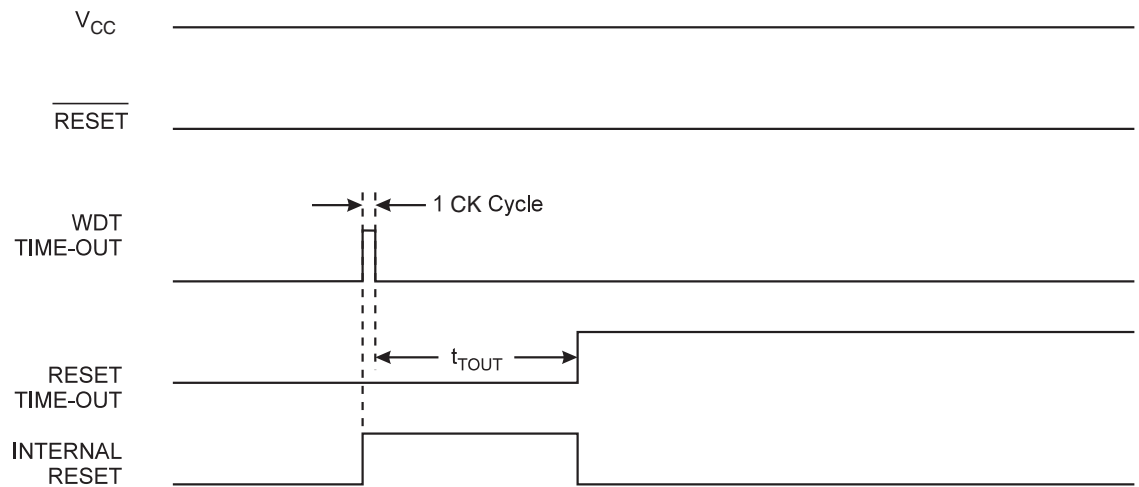 VCC
RESET
1 CK Cycle
WDT
TIME-OUT
tTOUT
RESET
TIME-OUT
INTERNAL
RESET